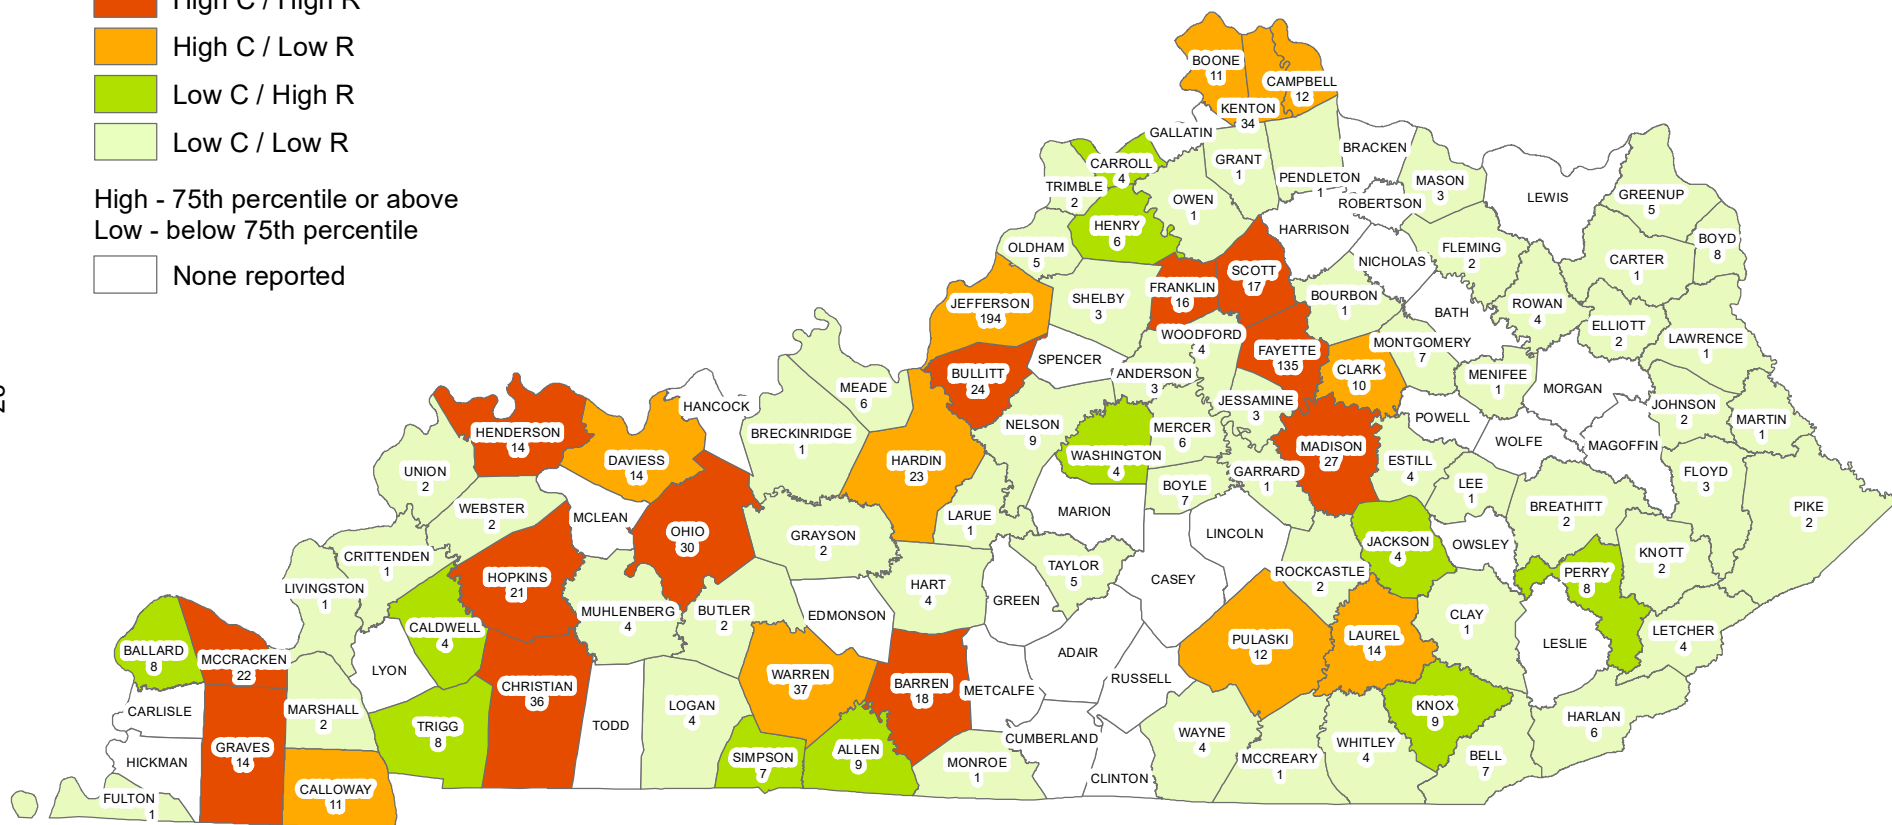 High C / High R
High C / Low R
Low C / High R
Low C / Low R
High - 75th percentile or above
Low - below 75th percentile
None reported
BOONE
11
CAMPBELL
12
KENTON
34
GALLATIN
CARROLL
4
TRIMBLE
2
GRANT
1
PENDLETON
1
BRACKEN
ROBERTSON
MASON
3
LEWIS
GREENUP
5
OWEN
1
HENRY
6
OLDHAM
5
HARRISON
FLEMING
2
CARTER
1
BOYD
8
NICHOLAS
SCOTT
17
FRANKLIN
16
SHELBY
3
JEFFERSON
194
BOURBON
1
BATH
ROWAN
4
ELLIOTT
2
LAWRENCE
1
WOODFORD
4
FAYETTE
135
MONTGOMERY
7
CLARK
10
MENIFEE
1
MORGAN
SPENCER
BULLITT
24
ANDERSON
3
JESSAMINE
3
MEADE
6
HANCOCK
BRECKINRIDGE
1
NELSON
9
WASHINGTON
4
MERCER
6
MADISON
27
POWELL
WOLFE
MAGOFFIN
JOHNSON
2
MARTIN
1
HENDERSON
14
DAVIESS
14
HARDIN
23
UNION
2
GARRARD
1
ESTILL
4
LEE
1
FLOYD
3
BOYLE
7
WEBSTER
2
MCLEAN
OHIO
30
GRAYSON
2
LARUE
1
MARION
LINCOLN
JACKSON
4
OWSLEY
BREATHITT
2
KNOTT
2
PIKE
2
CRITTENDEN
1
LIVINGSTON
1
HOPKINS
21
MUHLENBERG
4
BUTLER
2
EDMONSON
HART
4
GREEN
TAYLOR
5
CASEY
ROCKCASTLE
2
PERRY
8
CLAY
1
LESLIE
LETCHER
4
CALDWELL
4
LYON
BALLARD
8
MCCRACKEN
22
CHRISTIAN
36
WARREN
37
BARREN
18
METCALFE
ADAIR
RUSSELL
PULASKI
12
LAUREL
14
KNOX
9
HARLAN
6
CARLISLE
MARSHALL
2
TRIGG
8
TODD
LOGAN
4
SIMPSON
7
ALLEN
9
MONROE
1
CUMBERLAND
CLINTON
WAYNE
4
MCCREARY
1
WHITLEY
4
BELL
7
HICKMAN
GRAVES
14
CALLOWAY
11
FULTON
1